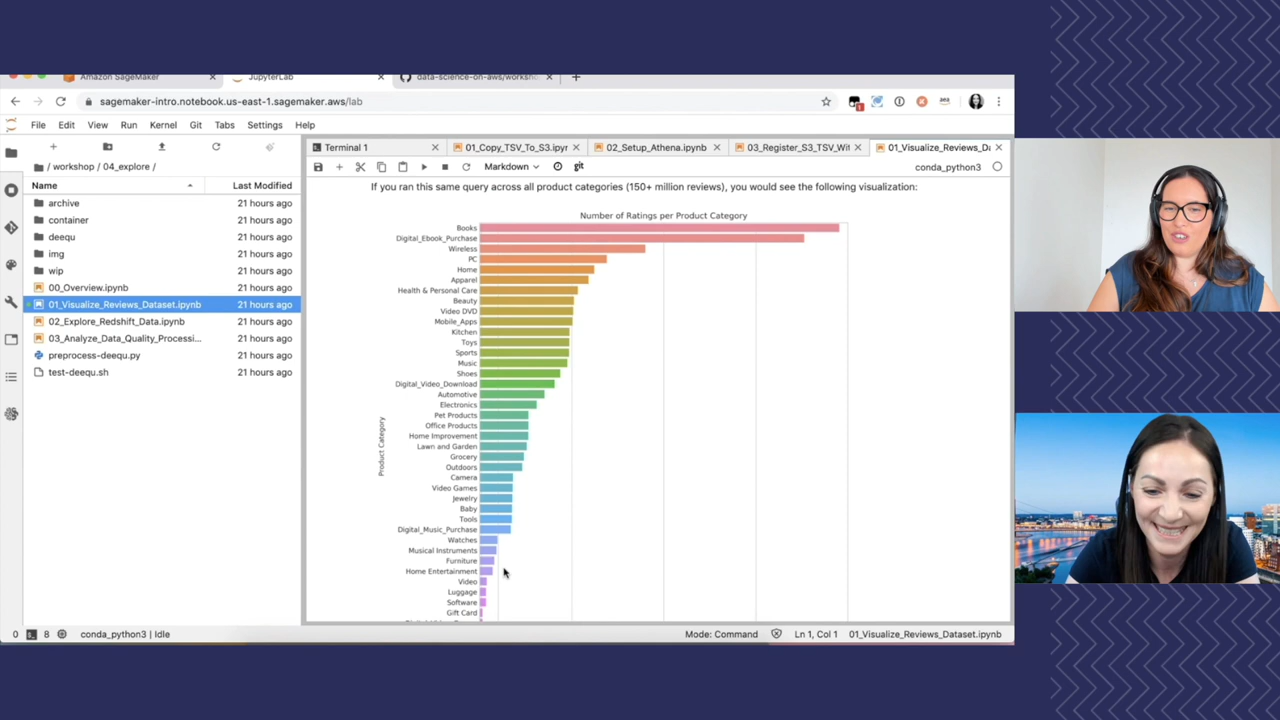 Amazon SageMaker
JupyterLab
data-science-on-aws/worksh
sagemaker-intro.notebook.us-east-1.sagemaker.aws/lab
File Edit View Run Kernel Git Tabs Settings Help
/ workshop / 04_explore /
Name Last Modified
archive 21 hours ago
container 21 hours ago
deequ 21 hours ago
img 21 hours ago
wip 21 hours ago
00_Overview.ipynb 21 hours ago
01_Visualize_Reviews_Dataset.ipynb 21 hours ago
02_Explore_Redshift_Data.ipynb 21 hours ago
03_Analyze_Data_Quality_Processi... 21 hours ago
preprocess-deequ.py 21 hours ago
test-deequ.sh 21 hours ago
Terminal 1
01_Copy_TSV_To_S3.ipyr
02_Setup_Athena.ipynb
03_Register_S3_TSV_Wit
01_Visualize_Reviews_Da
Markdown git conda_python3
If you ran this same query across all product categories (150+ million reviews), you would see the following visualization:
Number of Ratings per Product Category
Product Category
Books
Digital_Ebook_Purchase
Wireless
PC
Home
Apparel
Health & Personal Care
Beauty
Video DVD
Mobile_Apps
Kitchen
Toys
Sports
Music
Shoes
Digital_Video_Download
Automotive
Electronics
Pet Products
Office Products
Home Improvement
Lawn and Garden
Grocery
Outdoors
Camera
Video Games
Jewelry
Baby
Tools
Digital_Music_Purchase
Watches
Musical Instruments
Furniture
Home Entertainment
Video
Luggage
Software
Gift Card
0 8 conda_python3 | Idle Mode: Command Ln 1, Col 1 01_Visualize_Reviews_Dataset.ipynb